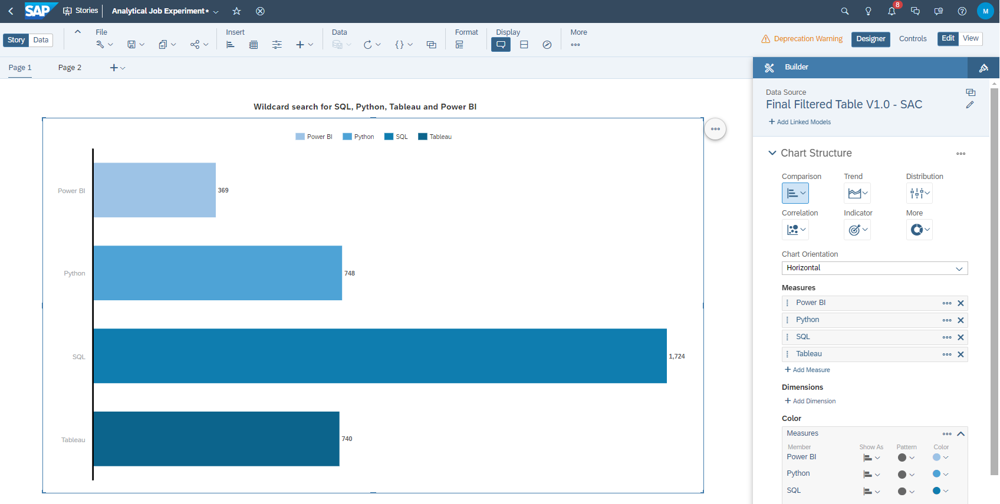 SAP Stories Analytical Job Experiment* 8 M
Story Data
File Insert Data Format Display More
Deprecation Warning Designer Controls Edit View
Page 1 Page 2
Wildcard search for SQL, Python, Tableau and Power BI
Power BI Python SQL Tableau
Power BI 369
Python 748
SQL 1,724
Tableau 740
Builder
Data Source
Final Filtered Table V1.0 - SAC
+ Add Linked Models
Chart Structure
Comparison Trend Distribution
Correlation Indicator More
Chart Orientation
Horizontal
Measures
Power BI
Python
SQL
Tableau
+ Add Measure
Dimensions
+ Add Dimension
Color
Measures
Member Show As Pattern Color
Power BI
Python
SQL